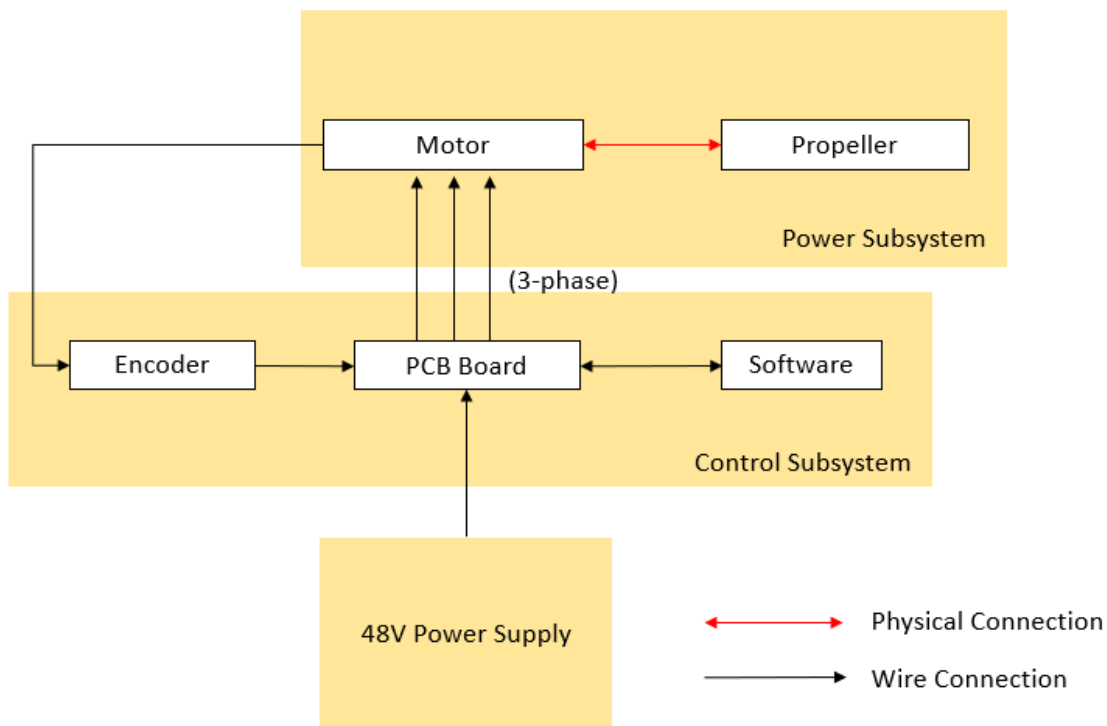 Motor
Propeller
Power Subsystem
(3-phase)
Encoder
PCB Board
Software
Control Subsystem
48V Power Supply
Physical Connection
Wire Connection